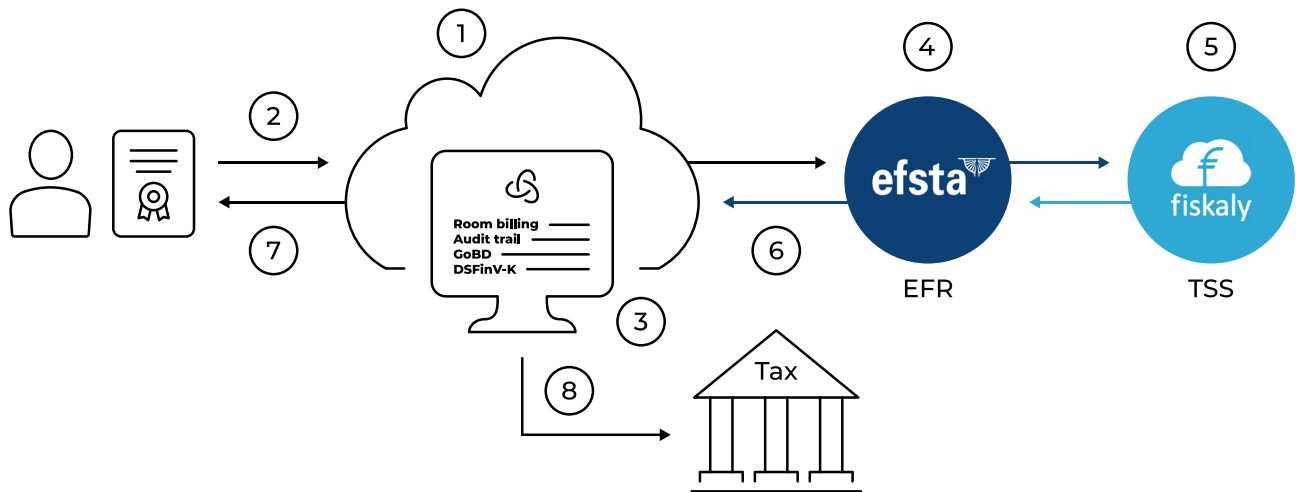 1
4
5
2
efsta
fiskaly
Room billing
Audit trail
GoBD
DSFinV-K
7
6
EFR
TSS
3
Tax
8